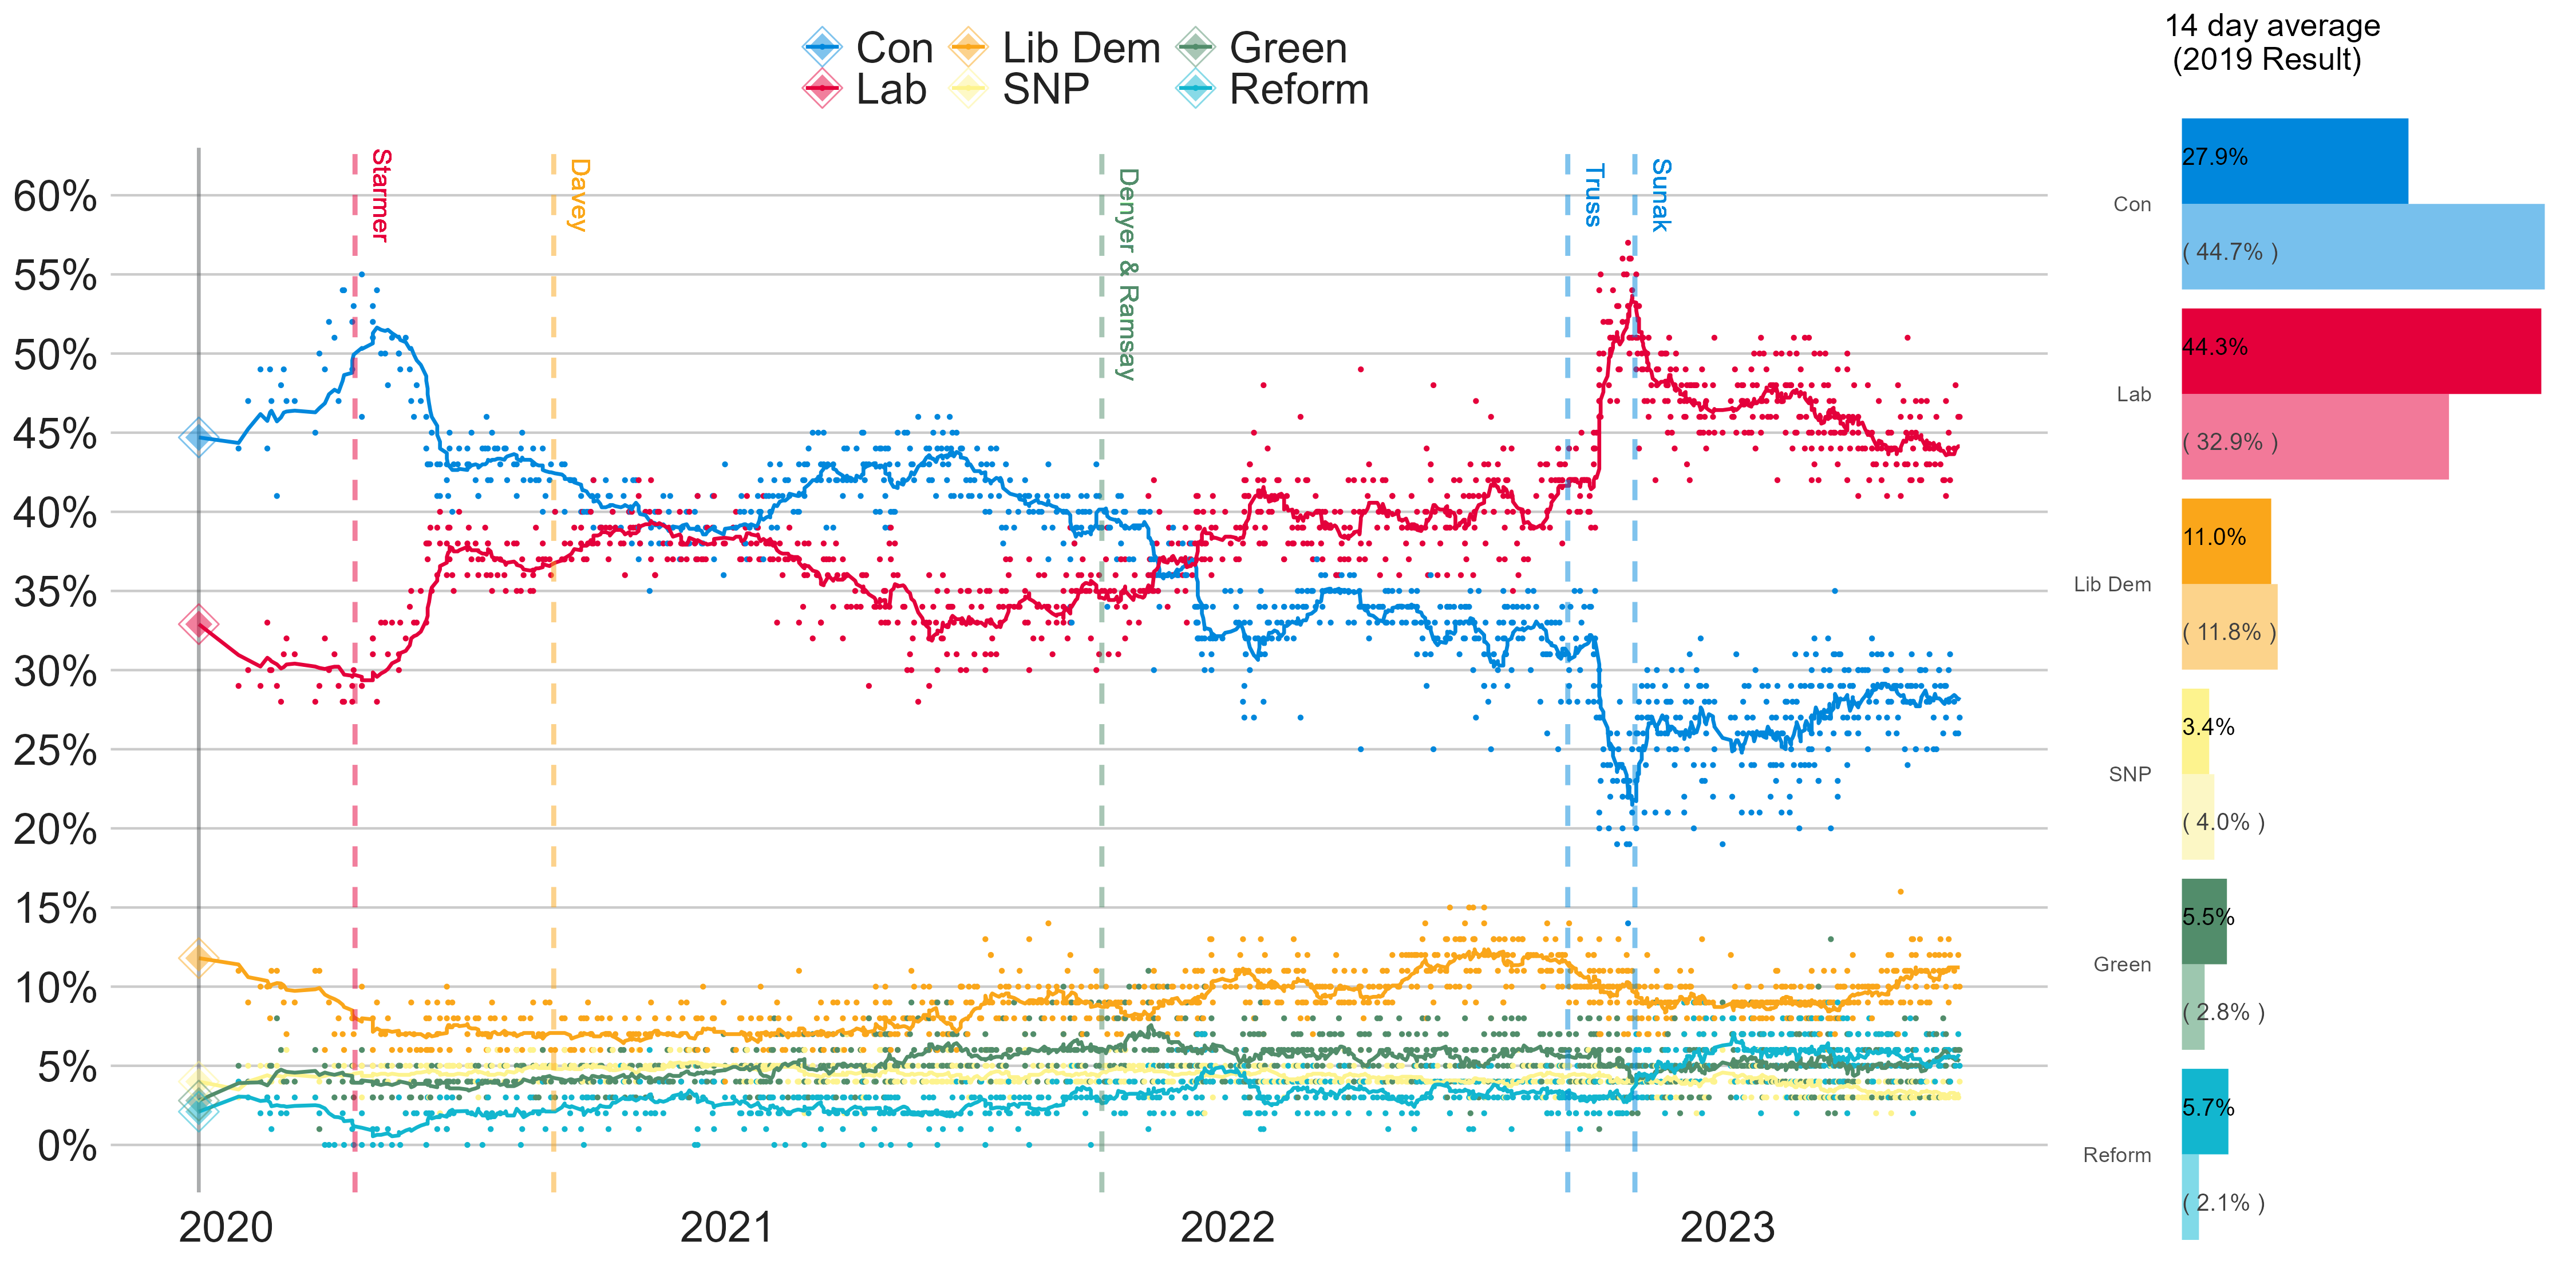 Con Lib Dem Green
Lab SNP Reform
14 day average
(2019 Result)
60%
55%
50%
45%
40%
35%
30%
25%
20%
15%
10%
5%
0%
Starmer
Davey
Denyer & Ramsay
Truss
Sunak
2020 2021 2022 2023
Con
27.9%
( 44.7% )
Lab
44.3%
( 32.9% )
Lib Dem
11.0%
( 11.8% )
SNP
3.4%
( 4.0% )
Green
5.5%
( 2.8% )
Reform
5.7%
( 2.1% )